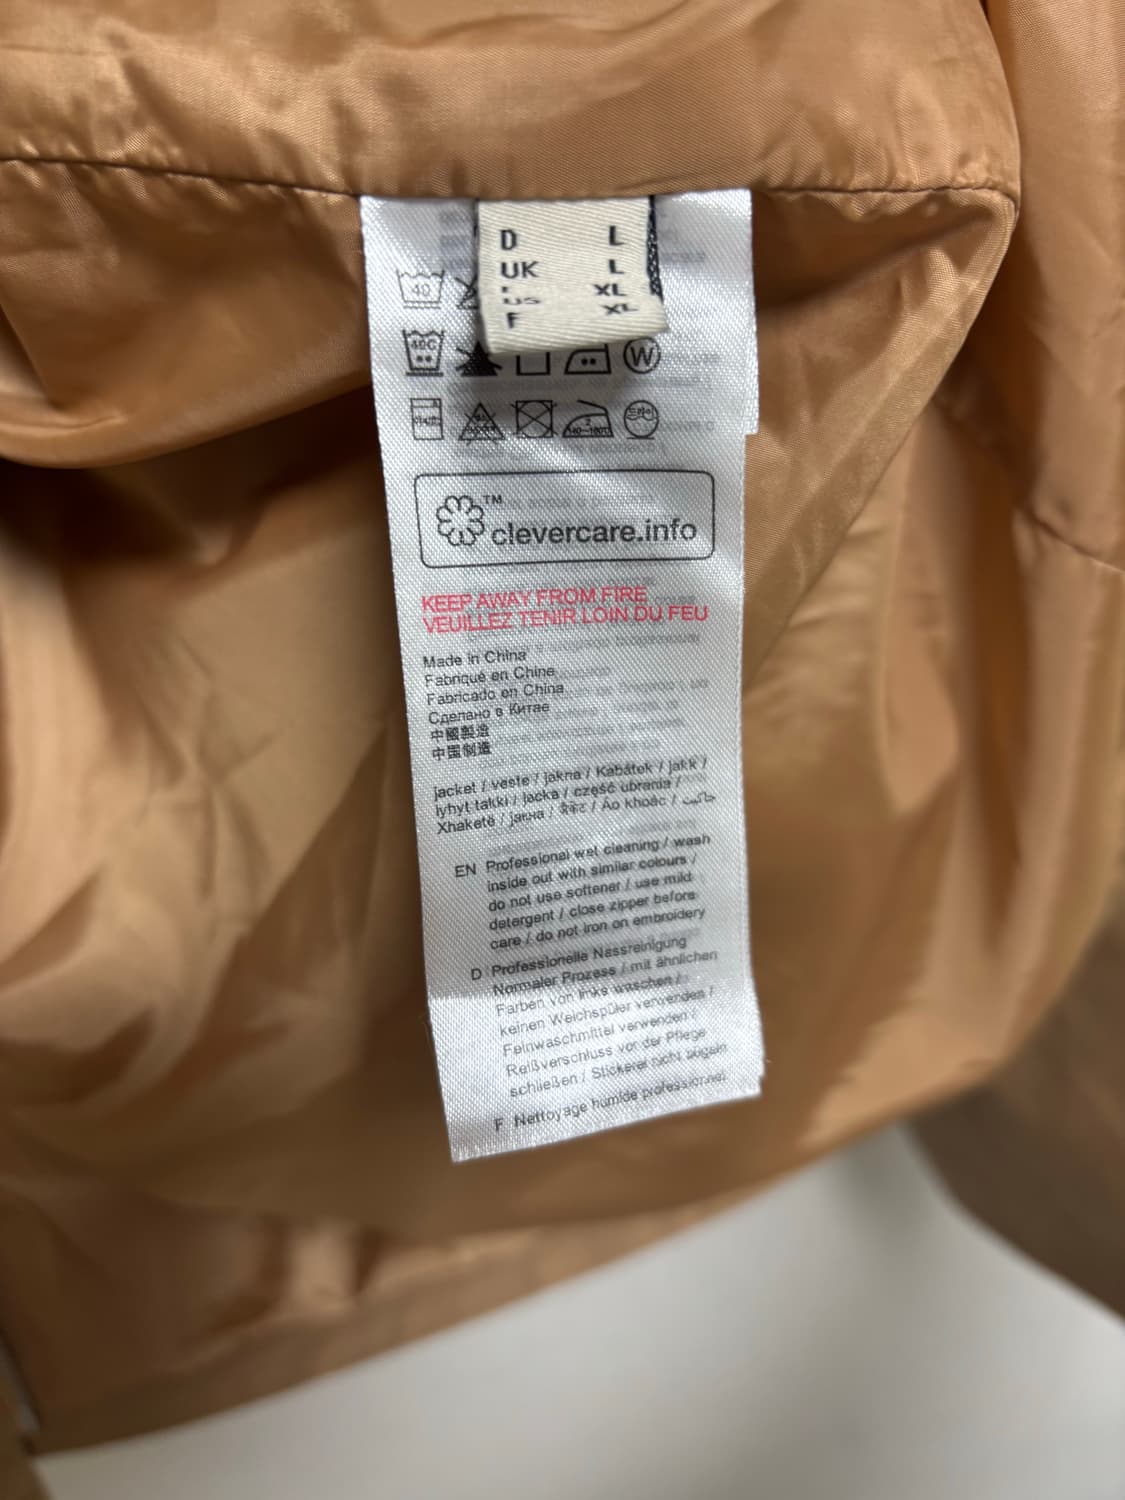 D L
UK L
XL
US XL
F
40
40C
W
™
clevercare.info
KEEP AWAY FROM FIRE
VEUILLEZ TENIR LOIN DU FEU
Made in China
Fabriqué en Chine
Fabricado en China
Сделано в Китае
中國製造
中国制造
jacket / veste / jakna / Kabátek / jakk /
lyhyt takki / jacka / część ubrania /
Xhaketë / јакна / / Áo khoác /
EN Professional wet cleaning / wash
inside out with similar colours /
do not use softener / use mild
detergent / close zipper before
care / do not iron on embroidery
D Professionelle Nassreinigung
Normaler Prozess / mit ähnlichen
Farben von links waschen /
keinen Weichspüler verwenden /
Feinwaschmittel verwenden /
Reißverschluss vor der Pflege
schließen / Stickerei nicht bügeln
F Nettoyage humide professionnel